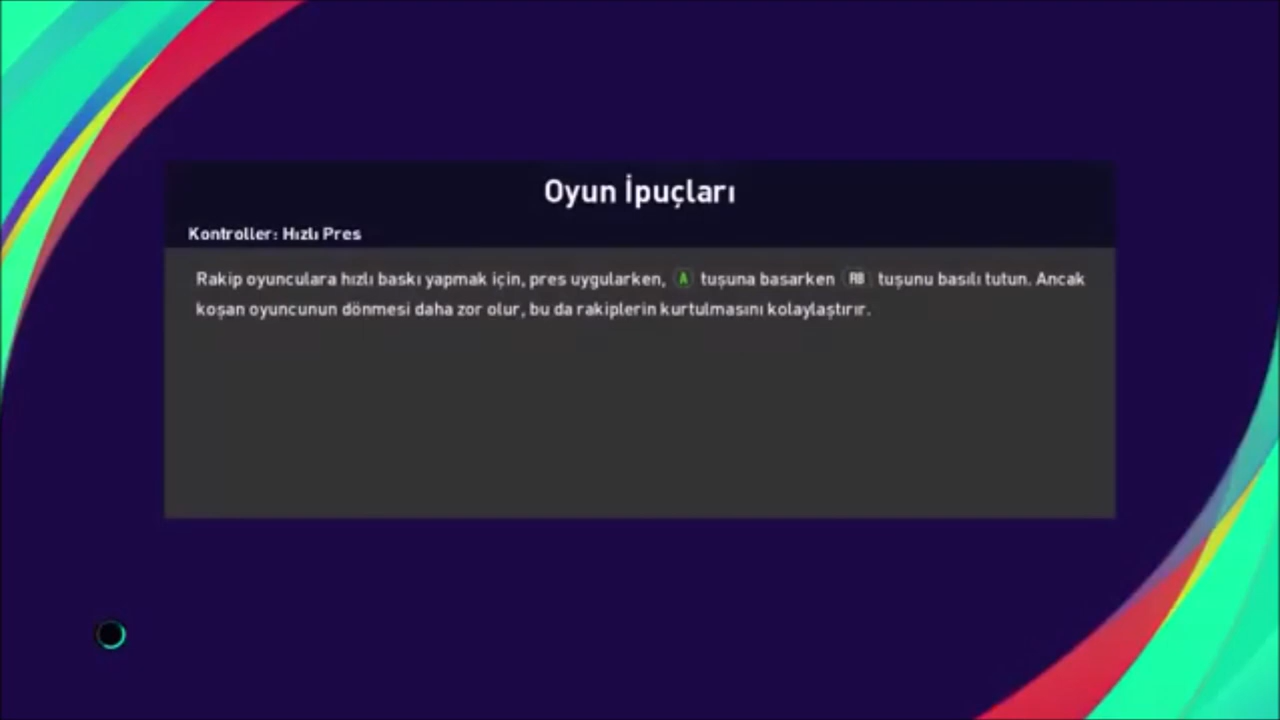 Oyun İpuçları
Kontroller: Hızlı Pres
Rakip oyunculara hızlı baskı yapmak için, pres uygularken, A tuşuna basarken RB tuşunu basılı tutun. Ancak
koşan oyuncunun dönmesi daha zor olur, bu da rakiplerin kurtulmasını kolaylaştırır.